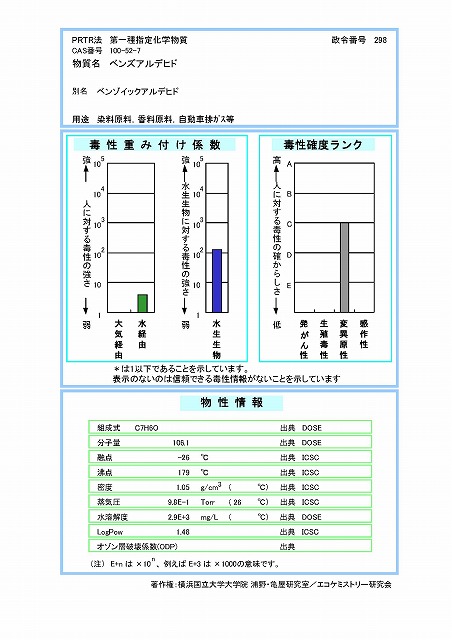 PRTR法 第一種指定化学物質 政令番号 298
CAS番号 100-52-7
物質名 ベンズアルデヒド
別名 ベンゾイックアルデヒド
用途 染料原料，香料原料，自動車排ｶﾞｽ等
毒性重み付け係数
強 人に対する毒性の強さ 弱
10^5
10^4
10^3
10^2
10
1
大気経由 水経由
強 水生生物に対する毒性の強さ 弱
10^5
10^4
10^3
10^2
10
1
水生生物
毒性確度ランク
高 人に対する毒性の確からしさ 低
A
B
C
D
E
発がん性 生殖毒性 変異原性 感作性
＊は1以下であることを示しています。
表示のないのは信頼できる毒性情報がないことを示しています
物性情報
組成式 C7H6O 出典 DOSE
分子量 106.1 出典 DOSE
融点 -26 ℃ 出典 ICSC
沸点 179 ℃ 出典 ICSC
密度 1.05 g/cm3 ( ℃) 出典 ICSC
蒸気圧 9.8E-1 Torr ( 26 ℃) 出典 ICSC
水溶解度 2.9E+3 mg/L ( ℃) 出典 DOSE
LogPow 1.48 出典 ICSC
オゾン層破壊係数(ODP) 出典
（注） E+n は ×10^n、例えば E+3 は ×1000の意味です。
著作権：横浜国立大学大学院 浦野・亀屋研究室／エコケミストリー研究会